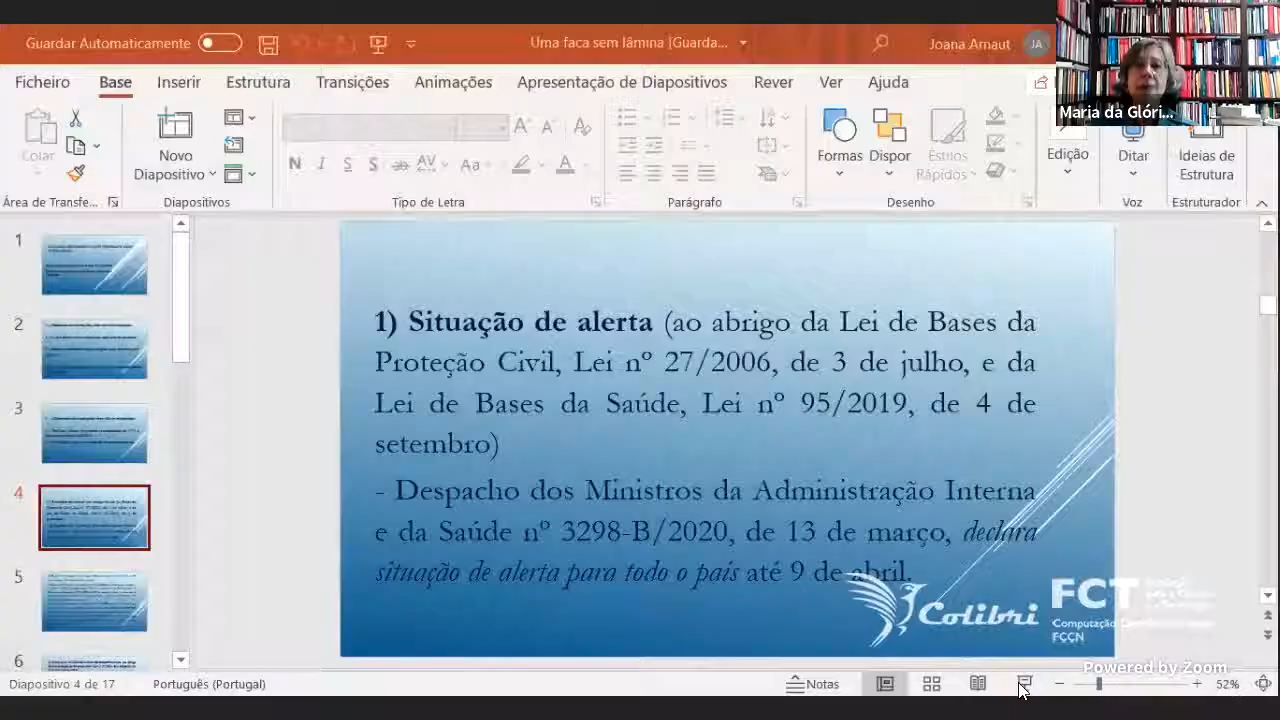 Guardar Automaticamente
Uma faca sem lâmina [Guarda...
Joana Arnaut
JA
Maria da Glóri...
Ficheiro Base Inserir Estrutura Transições Animações Apresentação de Diapositivos Rever Ver Ajuda
Colar
Novo
Diapositivo
N I S S ab AV Aa A
Formas
Dispor
Estilos
Rápidos
Edição
Ditar
Ideias de
Estrutura
Área de Transfe... Diapositivos Tipo de Letra Parágrafo Desenho Voz Estruturador
1
2
3
4
5
6
1) Situação de alerta (ao abrigo da Lei de Bases da
Proteção Civil, Lei nº 27/2006, de 3 de julho, e da
Lei de Bases da Saúde, Lei nº 95/2019, de 4 de
setembro)
- Despacho dos Ministros da Administração Interna
e da Saúde nº 3298-B/2020, de 13 de março, declara
situação de alerta para todo o país até 9 de abril.
Colibri
FCT
Computação
FCCN
Powered by Zoom
Diapositivo 4 de 17 Português (Portugal) Notas 52%